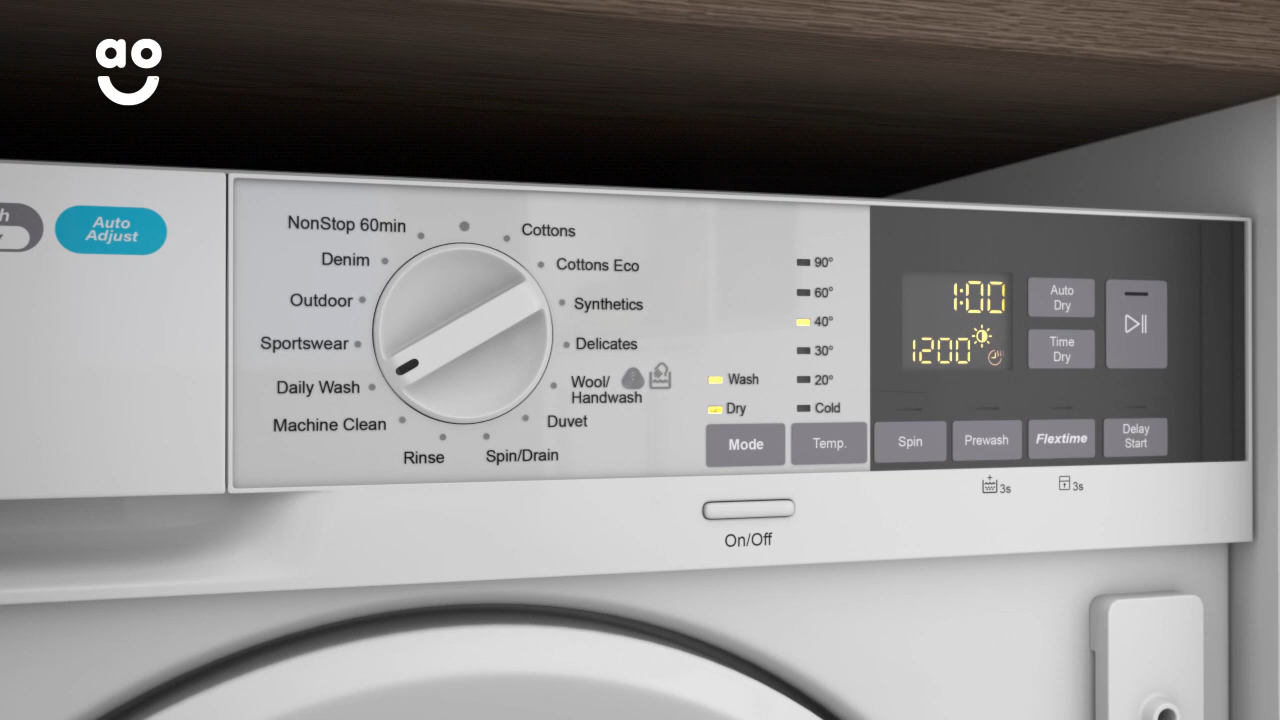 ao
Auto
Adjust
NonStop 60min
Denim
Outdoor
Sportswear
Daily Wash
Machine Clean
Rinse
Spin/Drain
Duvet
Wool/
Handwash
Delicates
Synthetics
Cottons Eco
Cottons
90°
60°
40°
30°
20°
Cold
Wash
Dry
Mode
Temp.
1:00
1200
Auto
Dry
Time
Dry
Spin
Prewash
Flextime
Delay
Start
3s
3s
On/Off